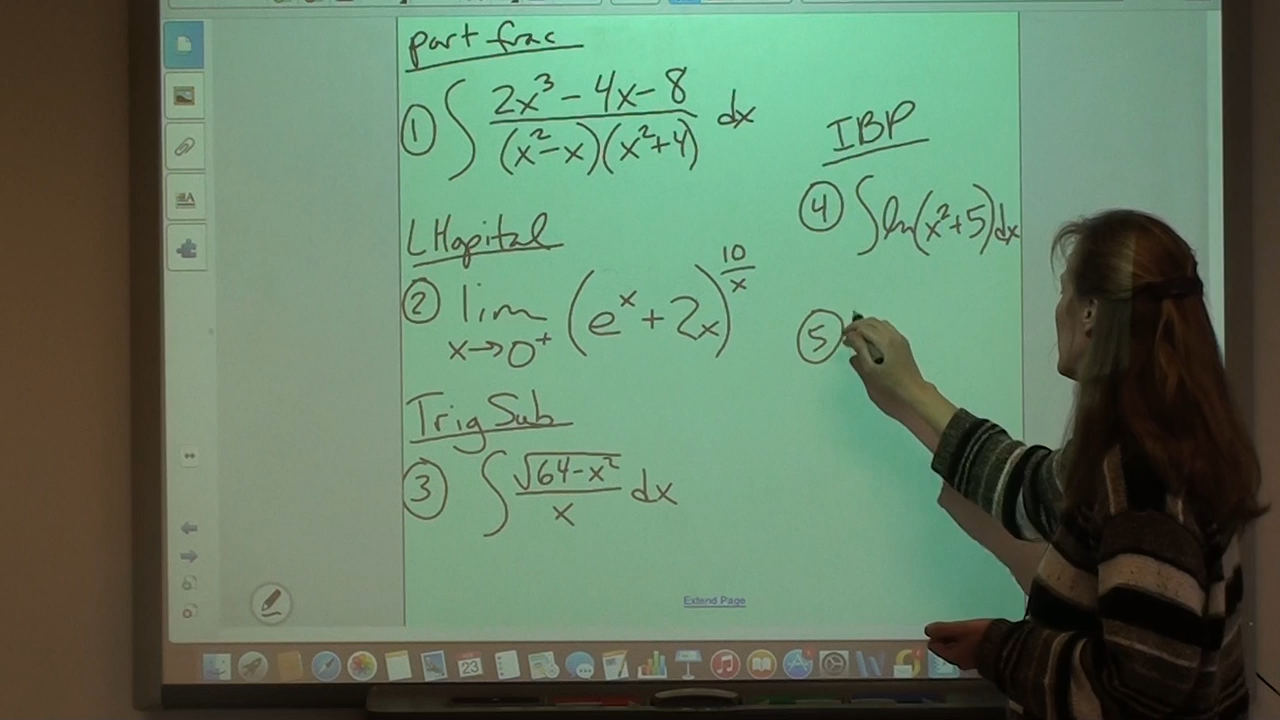 part frac
① ∫ (2x³ − 4x − 8)/((x² − x)(x² + 4)) dx
LHopital
② lim x→0⁺ (eˣ + 2x)^(10/x)
Trig Sub
③ ∫ √(64 − x²)/x dx
IBP
④ ∫ ln(x² + 5) dx
⑤
Extend Page
23